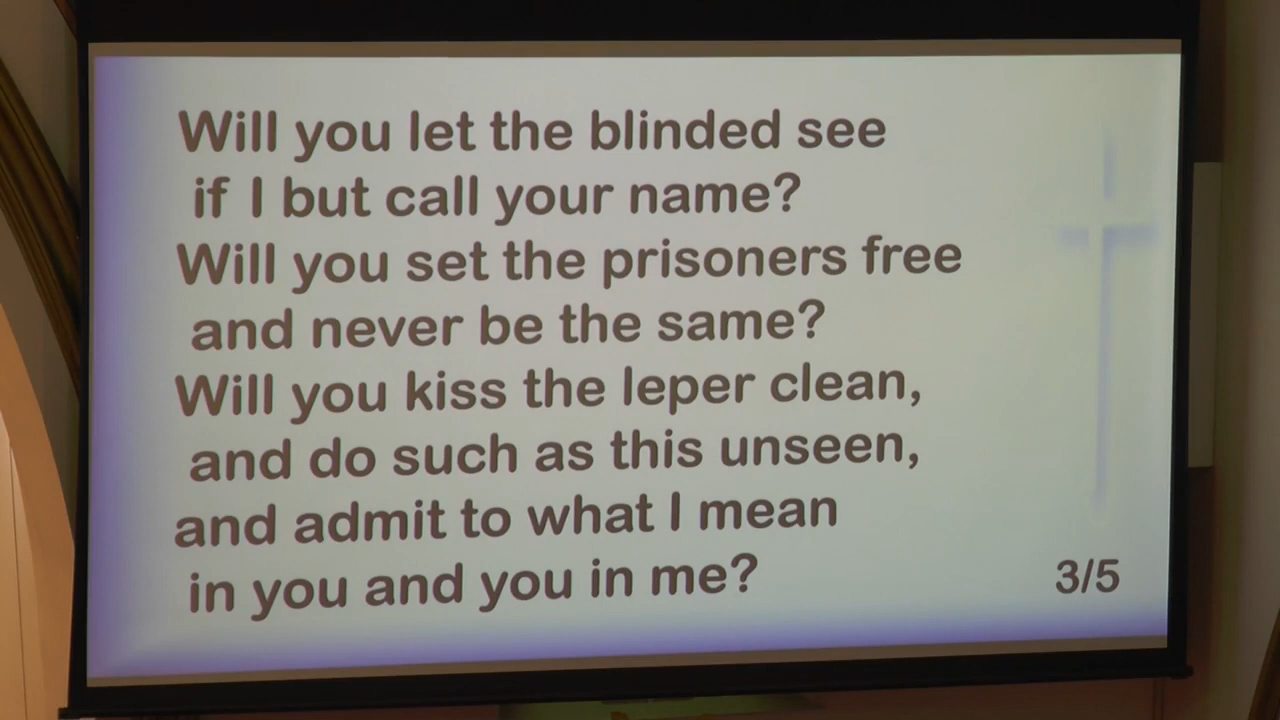 Will you let the blinded see
if I but call your name?
Will you set the prisoners free
and never be the same?
Will you kiss the leper clean,
and do such as this unseen,
and admit to what I mean
in you and you in me?
3/5